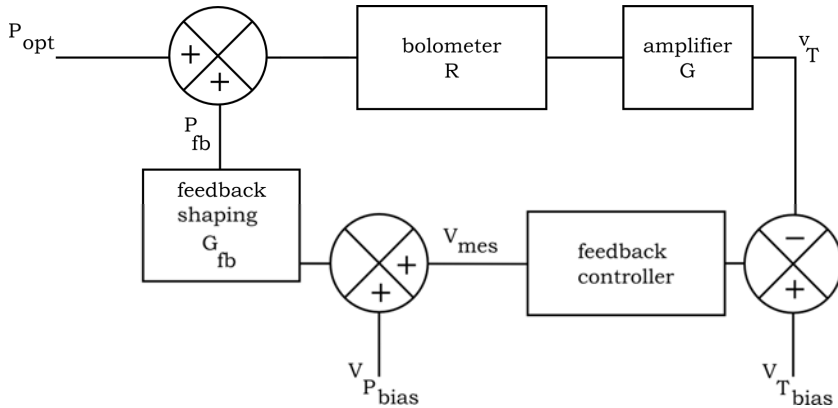 P opt
+
+
bolometer
R
amplifier
G
v T
P fb
feedback
shaping
G fb
+
+
V mes
feedback
controller
−
+
V P bias
V T bias